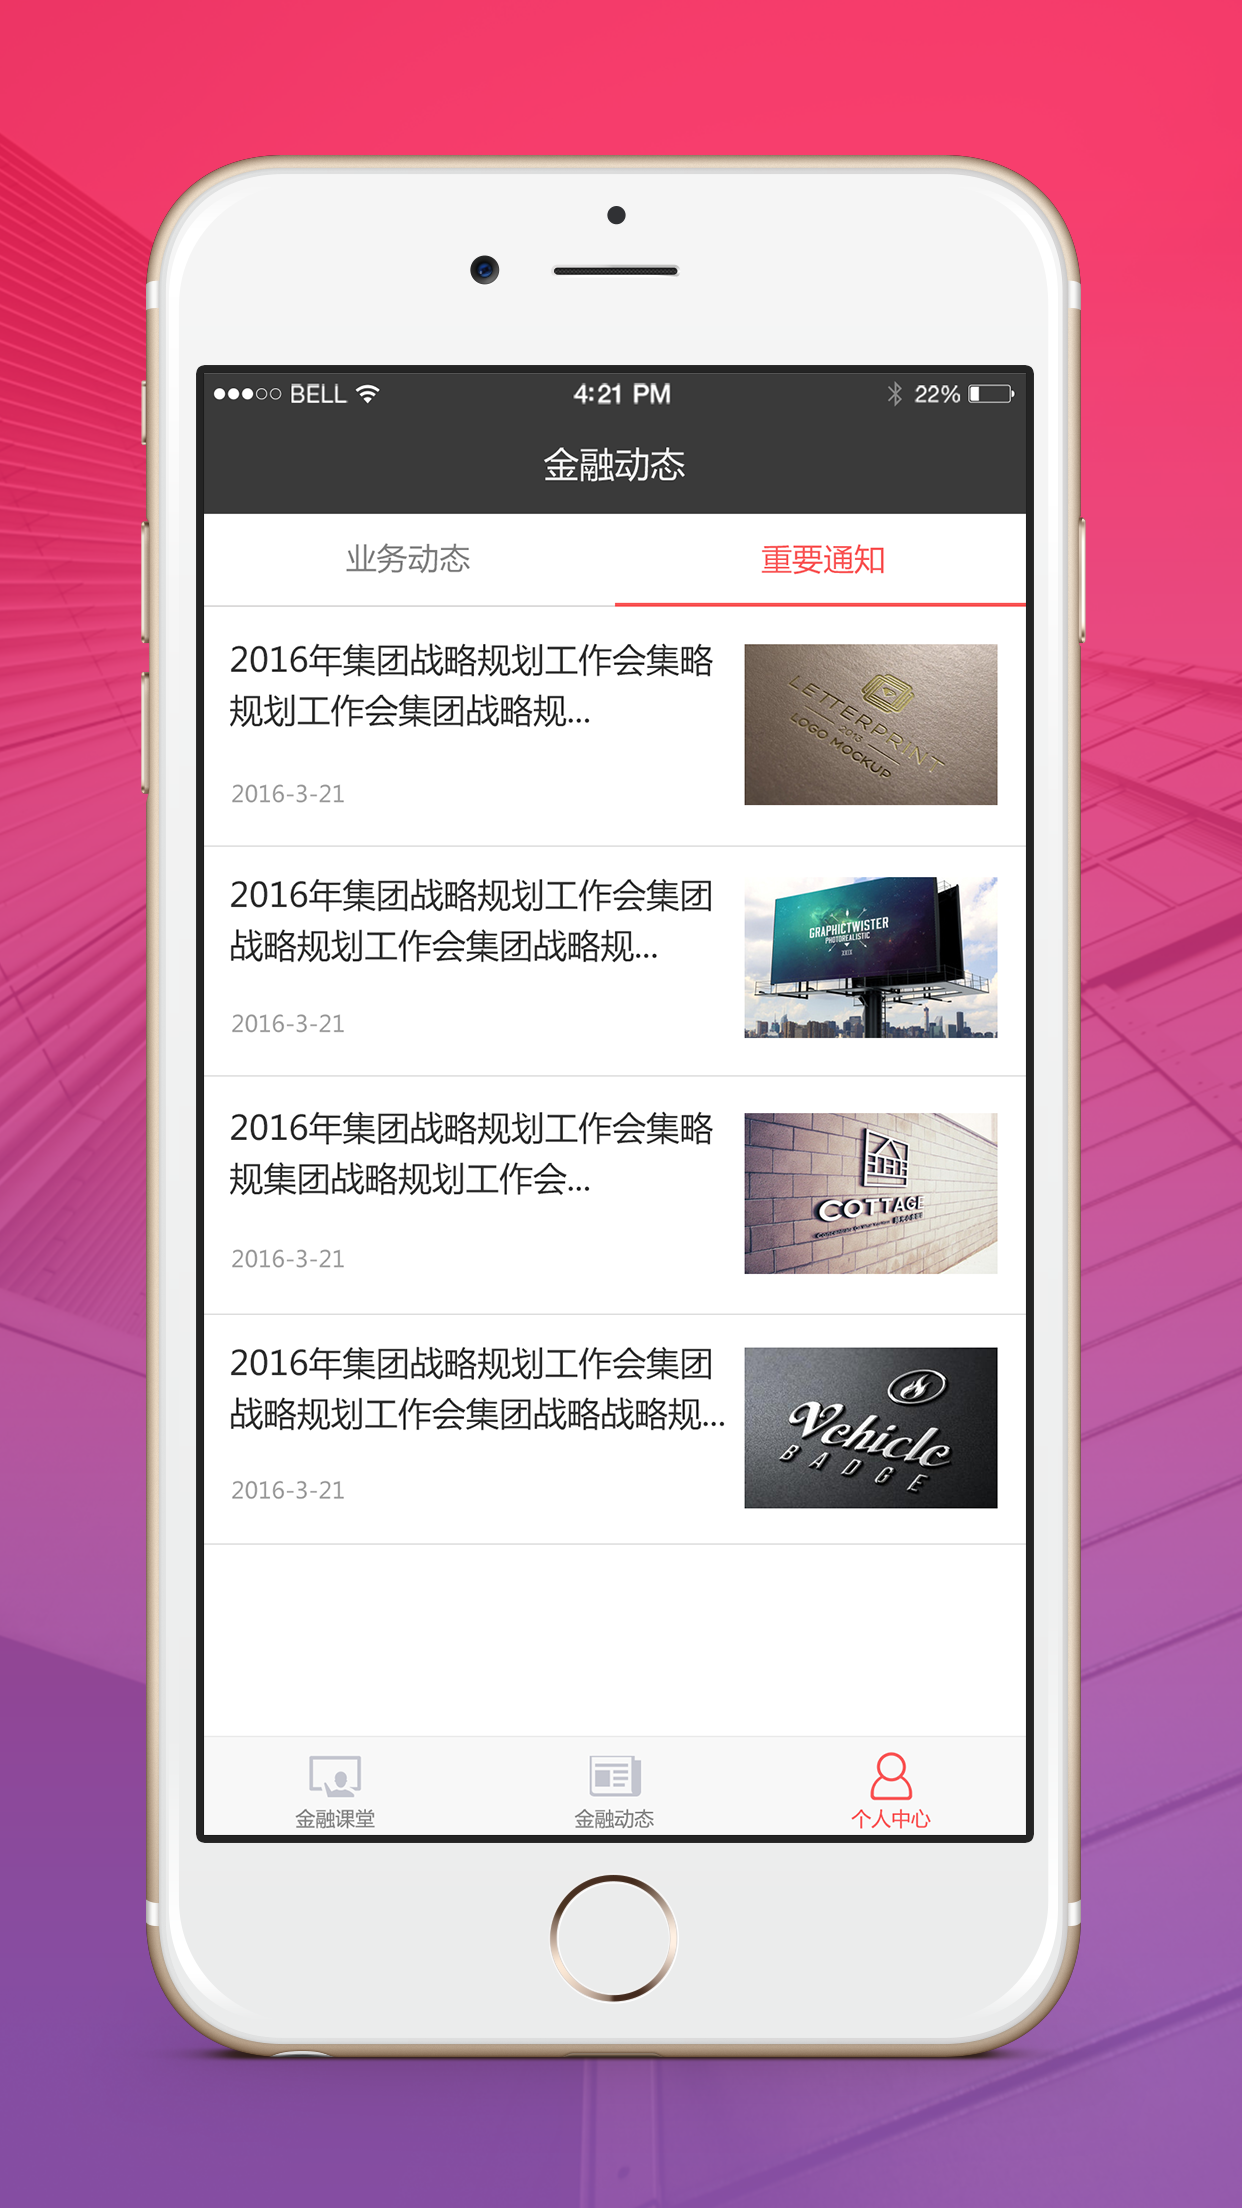 BELL
4:21 PM
22%
金融动态
业务动态
重要通知
2016年集团战略规划工作会集略
规划工作会集团战略规...
2016-3-21
LETTERPRINT
2013
LOGO MOCKUP
2016年集团战略规划工作会集团
战略规划工作会集团战略规...
2016-3-21
GRAPHICTWISTER
PHOTOREALISTIC
XXIX
2016年集团战略规划工作会集略
规集团战略规划工作会...
2016-3-21
COTTAGE
2016年集团战略规划工作会集团
战略规划工作会集团战略战略规...
2016-3-21
Vehicle
BADGE
金融课堂
金融动态
个人中心